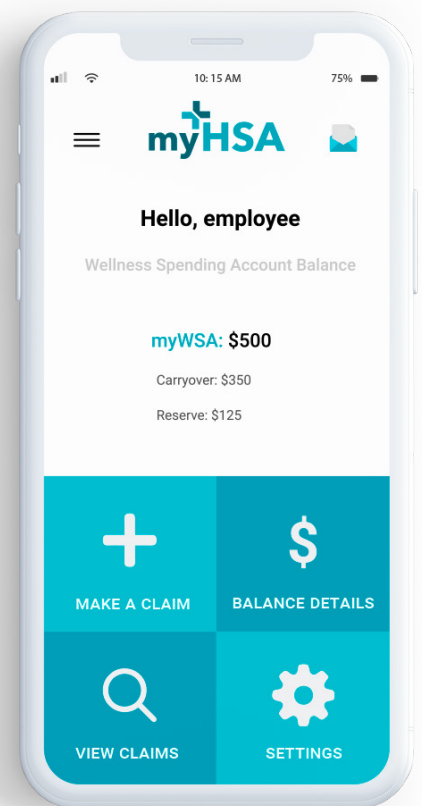 10:15 AM
75%
myHSA
Hello, employee
Wellness Spending Account Balance
myWSA: $500
Carryover: $350
Reserve: $125
$
MAKE A CLAIM
BALANCE DETAILS
VIEW CLAIMS
SETTINGS